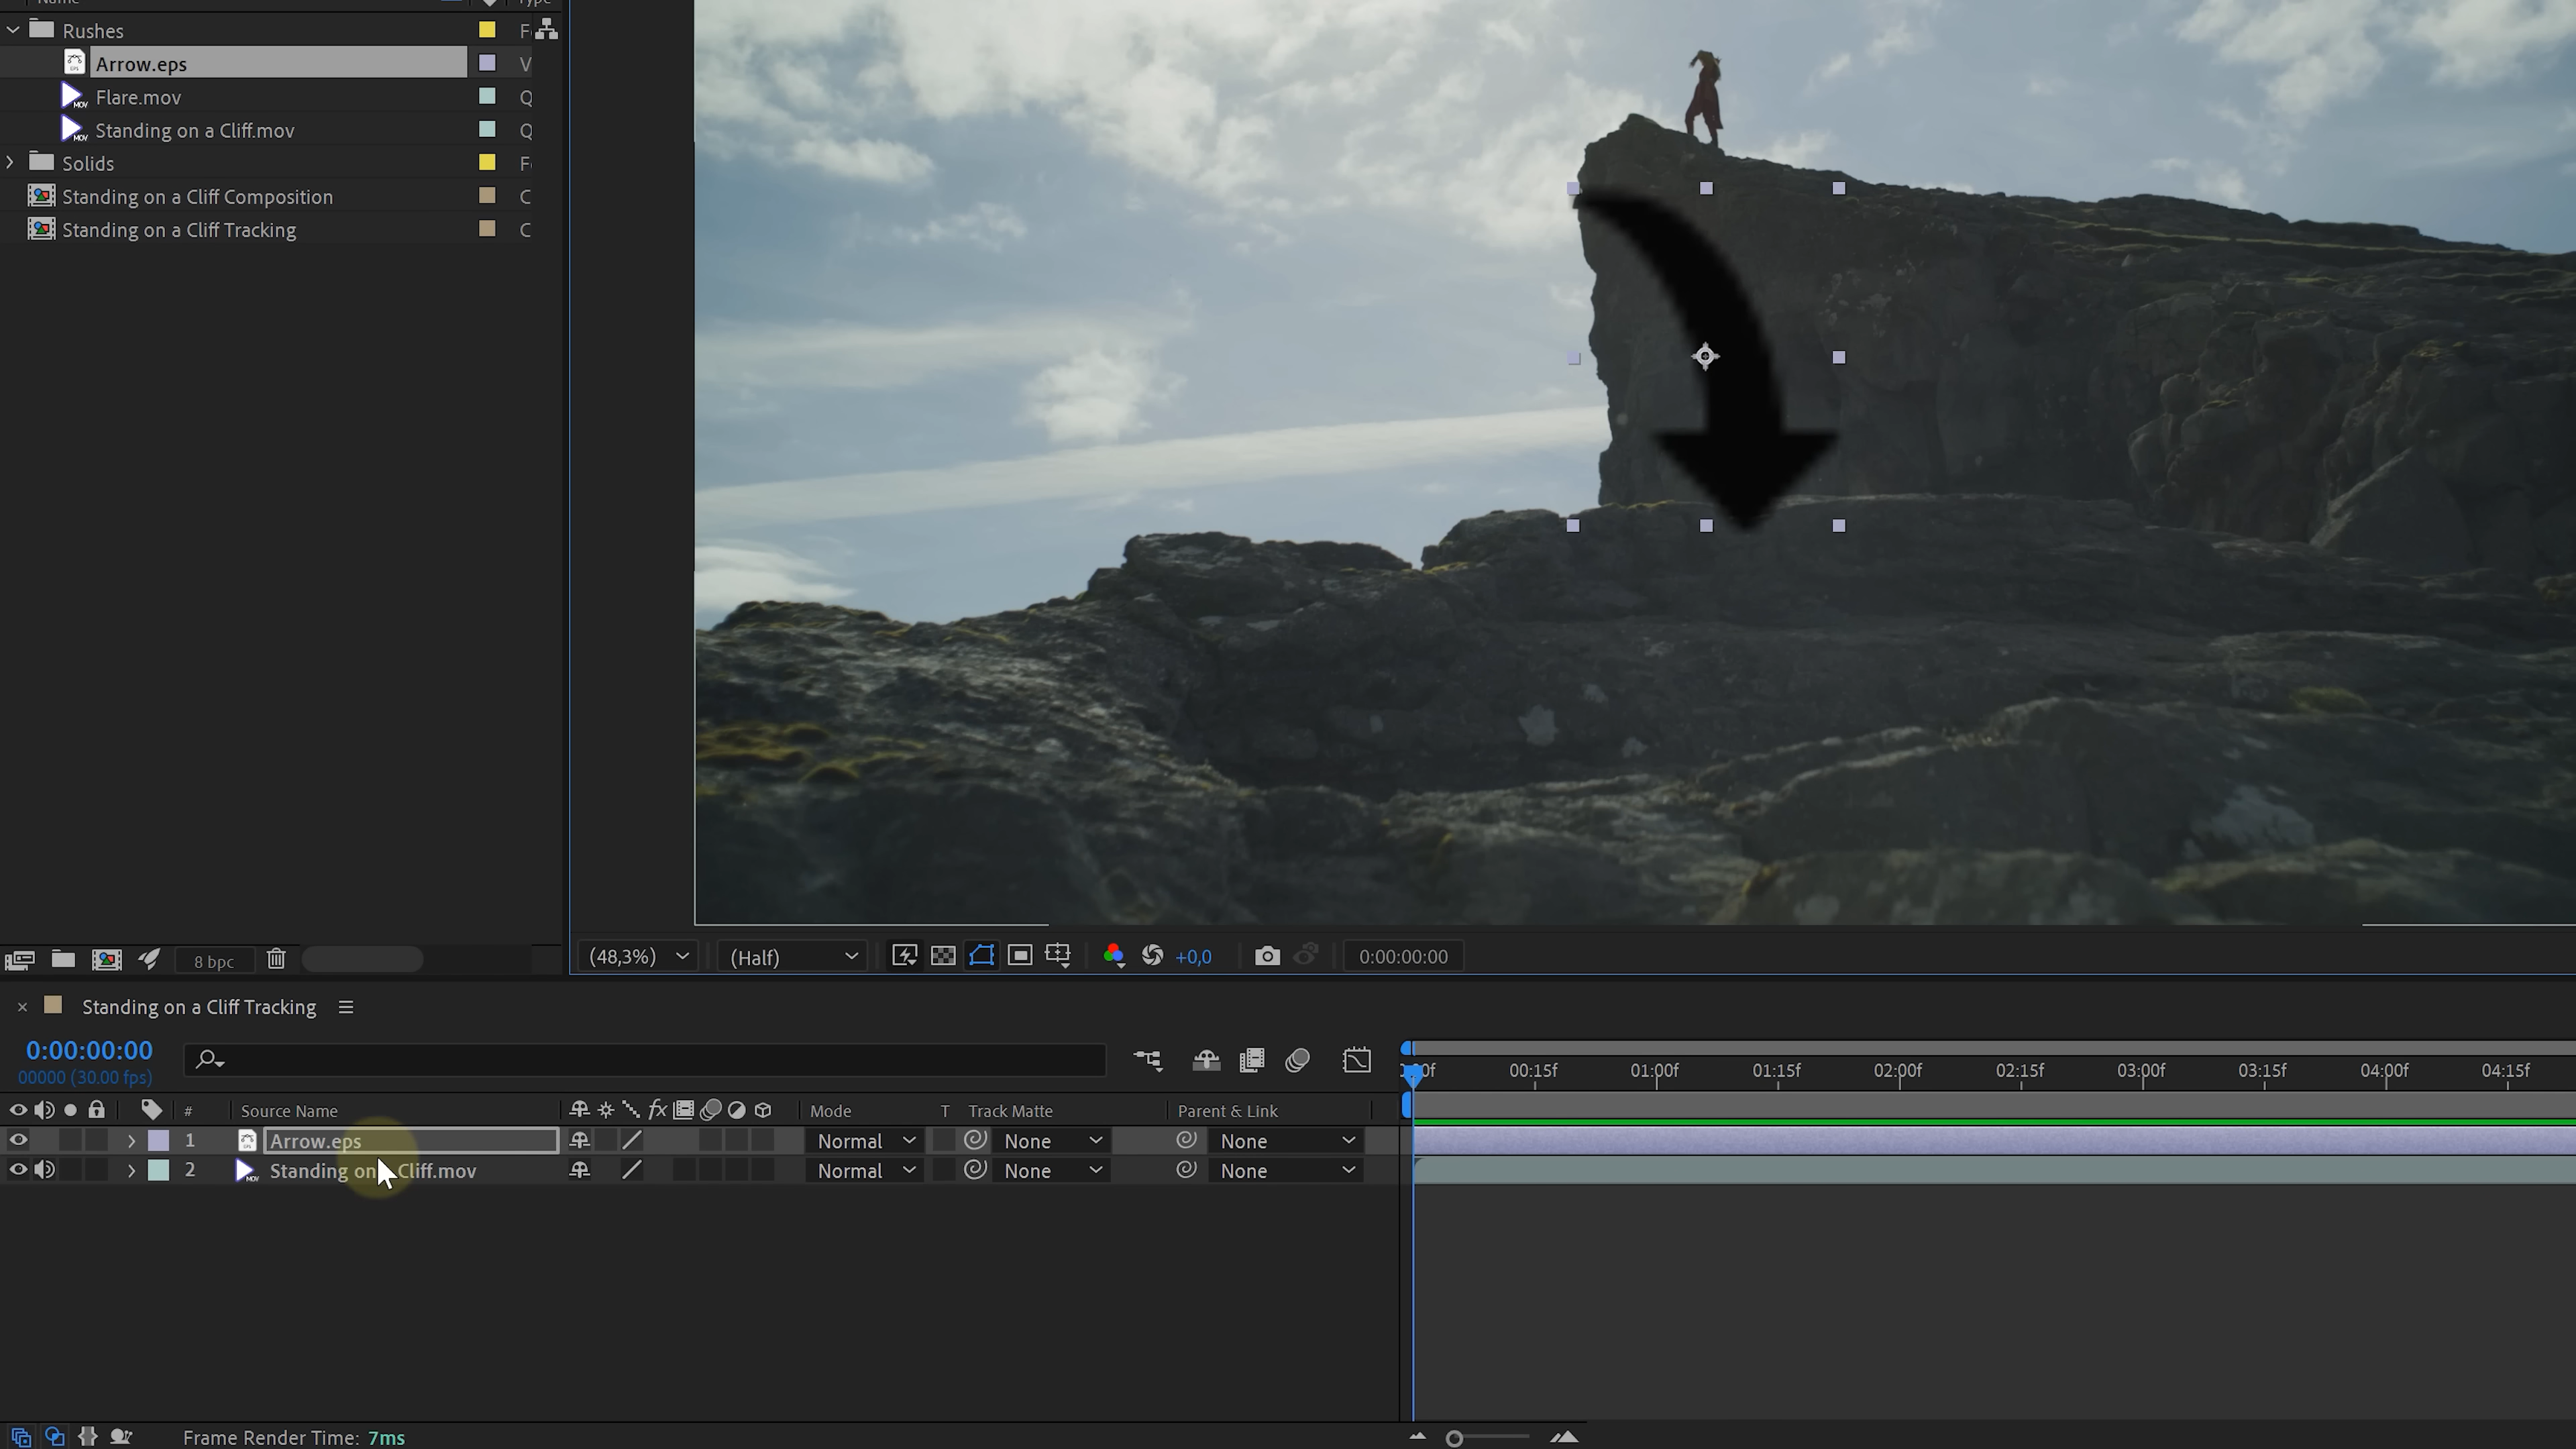 Rushes F
Arrow.eps V
Flare.mov Q
Standing on a Cliff.mov Q
Solids F
Standing on a Cliff Composition C
Standing on a Cliff Tracking C
8 bpc
(48,3%) (Half) +0,0 0:00:00:00
Standing on a Cliff Tracking
0:00:00:00
00000 (30.00 fps)
00:15f 01:00f 01:15f 02:00f 02:15f 03:00f 03:15f 04:00f 04:15f
# Source Name fx Mode T Track Matte Parent & Link
1 Arrow.eps Normal None None
2 Standing on Cliff.mov Normal None None
Frame Render Time: 7ms